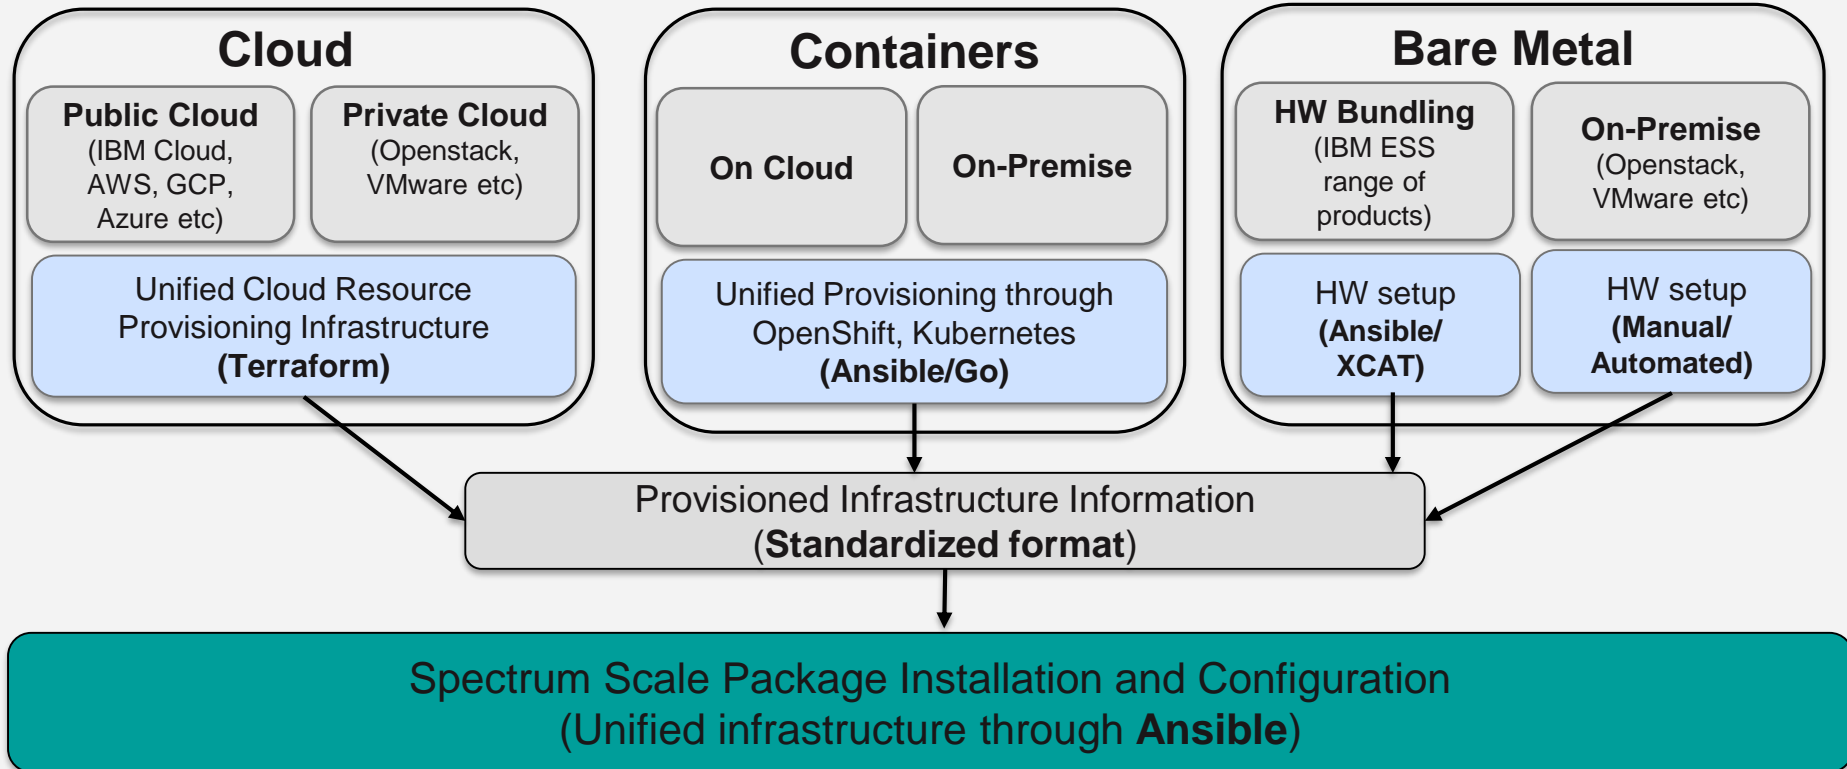 Cloud
Public Cloud
(IBM Cloud,
AWS, GCP,
Azure etc)
Private Cloud
(Openstack,
VMware etc)
Unified Cloud Resource
Provisioning Infrastructure
(Terraform)
Containers
On Cloud
On-Premise
Unified Provisioning through
OpenShift, Kubernetes
(Ansible/Go)
Bare Metal
HW Bundling
(IBM ESS
range of
products)
On-Premise
(Openstack,
VMware etc)
HW setup
(Ansible/
XCAT)
HW setup
(Manual/
Automated)
Provisioned Infrastructure Information
(Standardized format)
Spectrum Scale Package Installation and Configuration
(Unified infrastructure through Ansible)